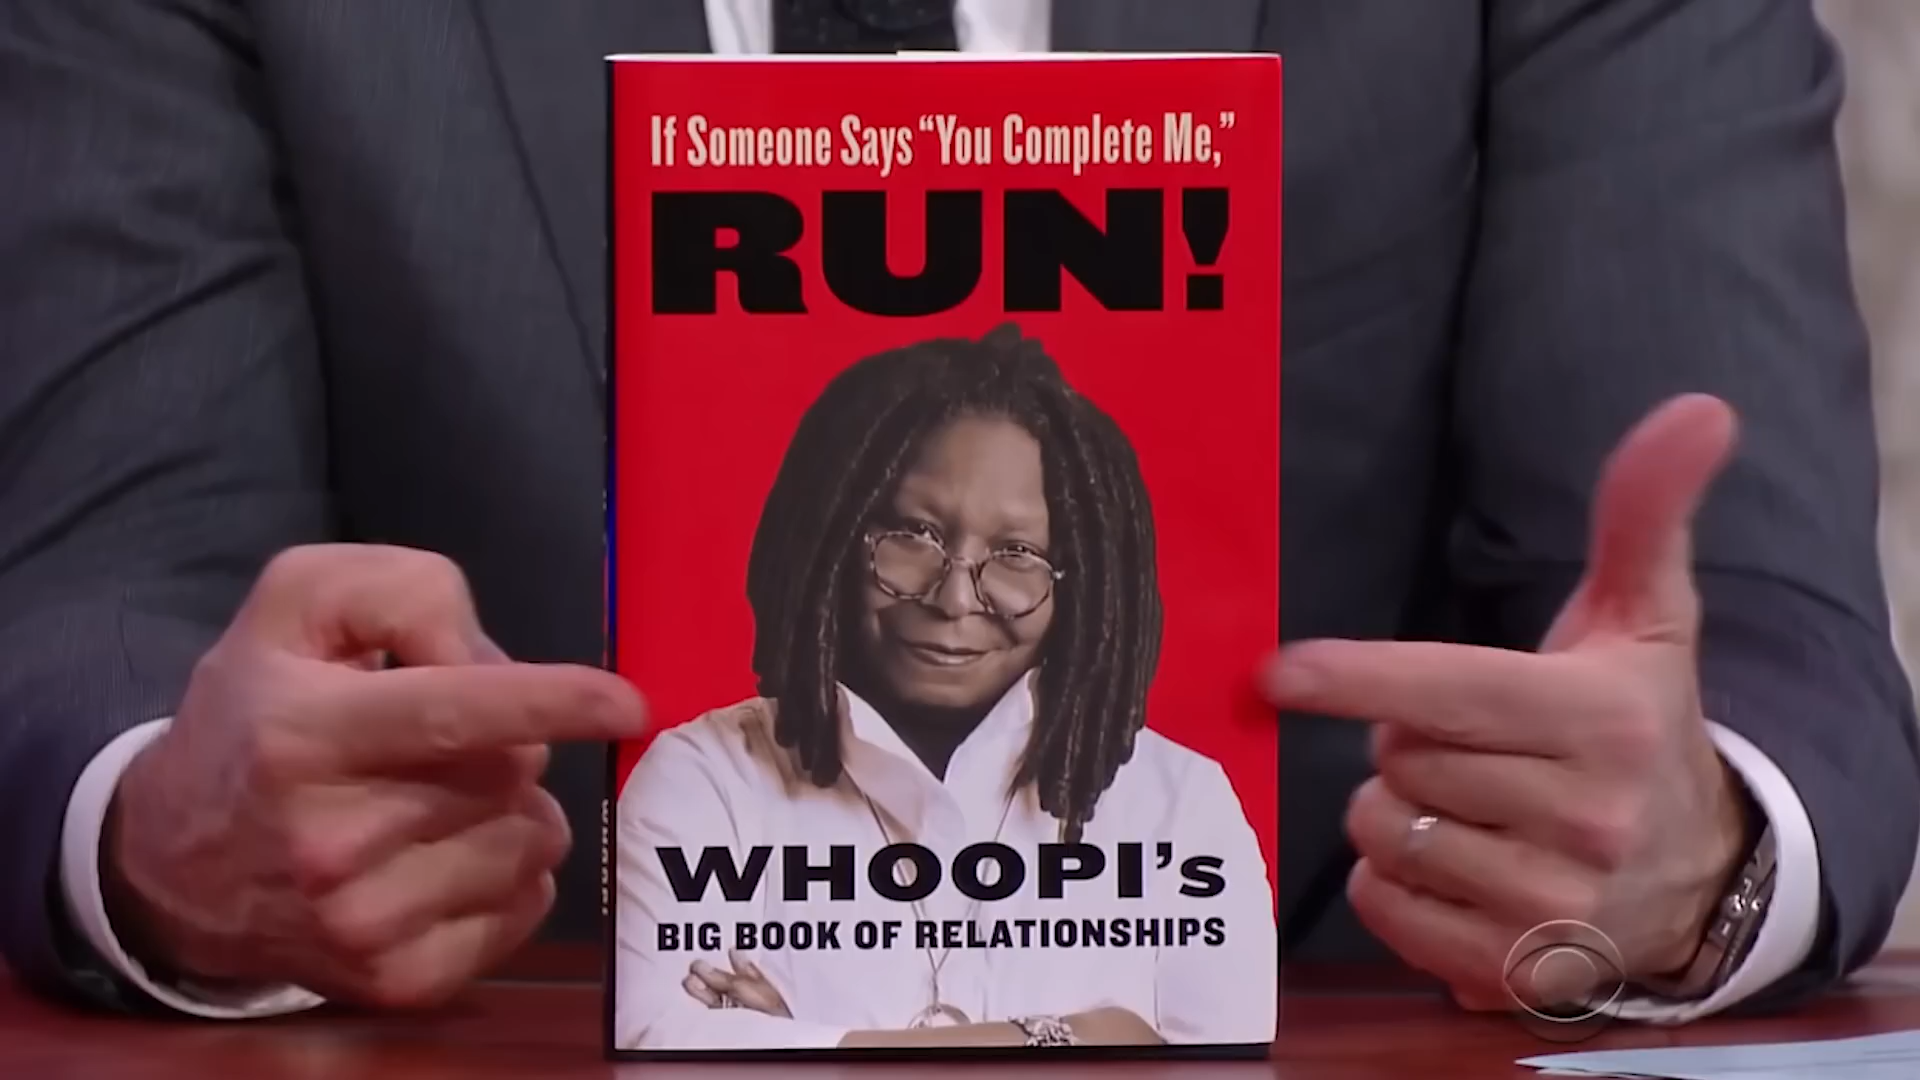 If Someone Says “You Complete Me,”
RUN!
WHOOPI’s
BIG BOOK OF RELATIONSHIPS